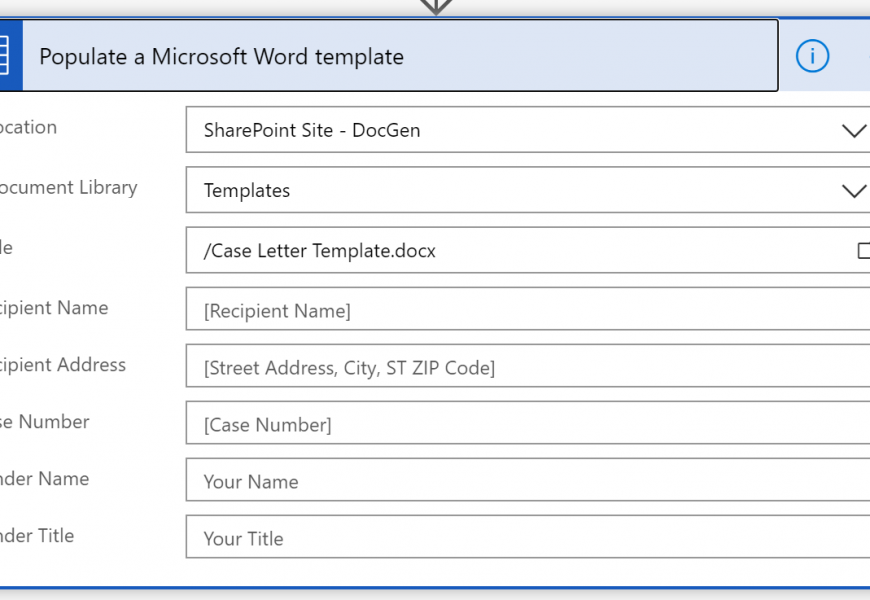 Populate a Microsoft Word template
ocation
SharePoint Site - DocGen
ocument Library
Templates
le
/Case Letter Template.docx
cipient Name
[Recipient Name]
cipient Address
[Street Address, City, ST ZIP Code]
se Number
[Case Number]
nder Name
Your Name
nder Title
Your Title